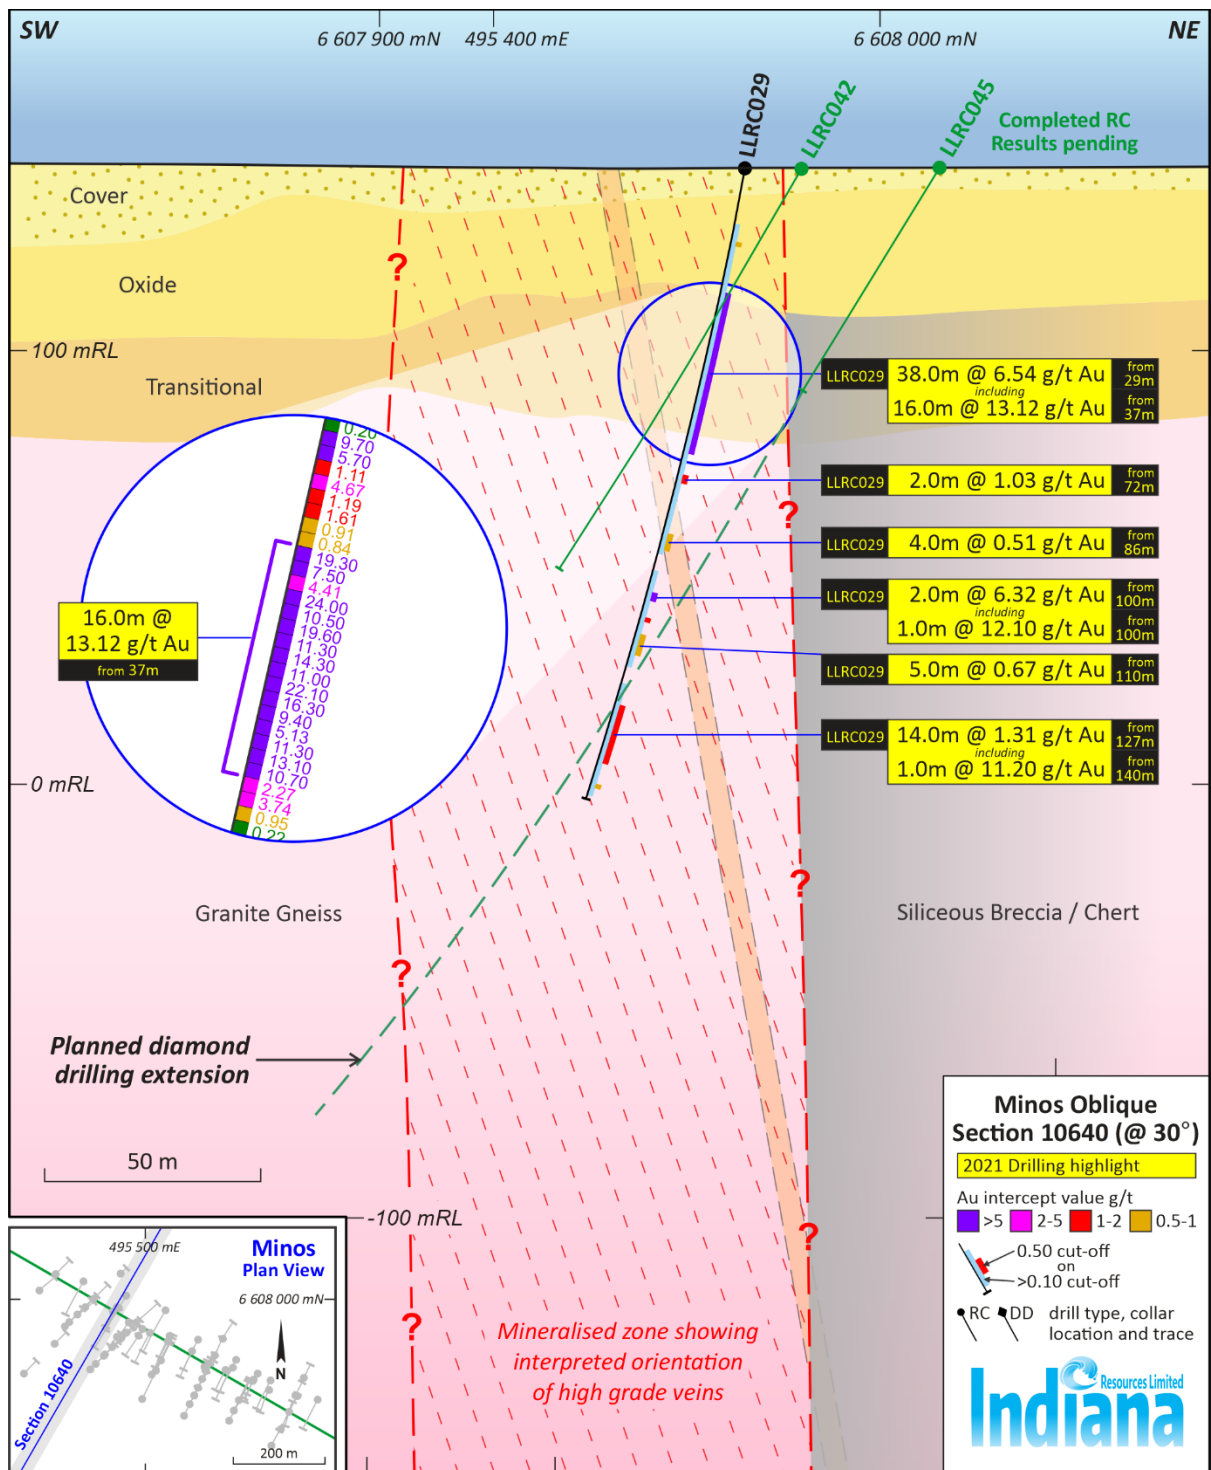 SW
NE
6 607 900 mN
495 400 mE
6 608 000 mN
LLRC029
LLRC042
LLRC045
Completed RC
Results pending
Cover
Oxide
?
100 mRL
Transitional
LLRC029
38.0m @ 6.54 g/t Au
including
16.0m @ 13.12 g/t Au
from
29m
from
37m
LLRC029
2.0m @ 1.03 g/t Au
from
72m
?
LLRC029
4.0m @ 0.51 g/t Au
from
86m
LLRC029
2.0m @ 6.32 g/t Au
including
1.0m @ 12.10 g/t Au
from
100m
from
100m
LLRC029
5.0m @ 0.67 g/t Au
from
110m
LLRC029
14.0m @ 1.31 g/t Au
including
1.0m @ 11.20 g/t Au
from
127m
from
140m
0.20
9.70
5.70
1.11
4.67
1.19
1.61
0.91
0.84
19.30
7.50
4.41
24.00
10.50
19.60
11.30
14.30
11.00
22.10
16.30
9.40
5.13
11.30
13.10
10.70
2.27
3.74
0.95
0.22
16.0m @
13.12 g/t Au
from 37m
0 mRL
?
Granite Gneiss
Siliceous Breccia / Chert
?
Planned diamond
drilling extension
50 m
-100 mRL
?
?
Mineralised zone showing
interpreted orientation
of high grade veins
495 500 mE
Minos
Plan View
6 608 000 mN
N
Section 10640
200 m
Minos Oblique
Section 10640 (@ 30°)
2021 Drilling highlight
Au intercept value g/t
>5 2-5 1-2 0.5-1
0.50 cut-off
on
>0.10 cut-off
RC DD drill type, collar
location and trace
Resources Limited
Indiana